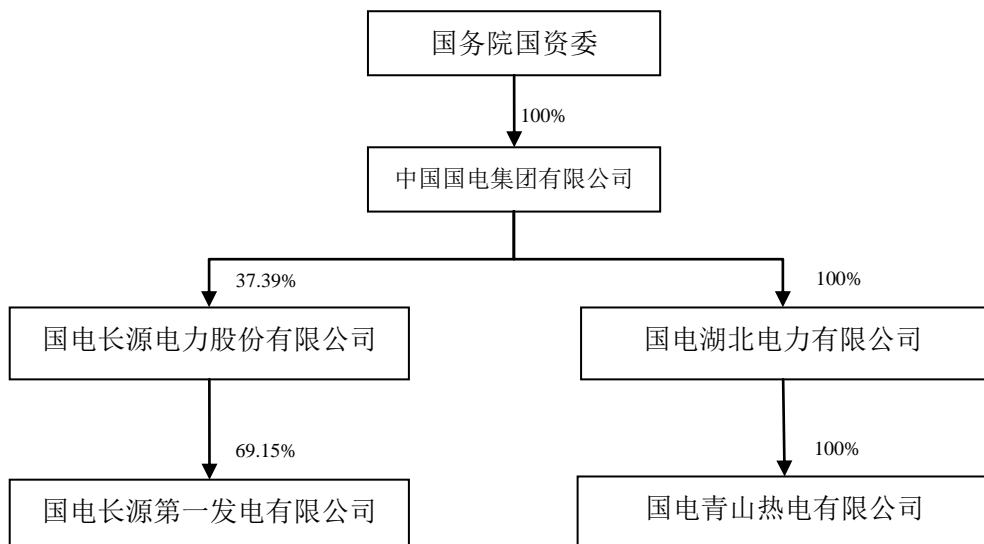 国务院国资委
100%
中国国电集团有限公司
37.39%
100%
国电长源电力股份有限公司
国电湖北电力有限公司
69.15%
100%
国电长源第一发电有限公司
国电青山热电有限公司